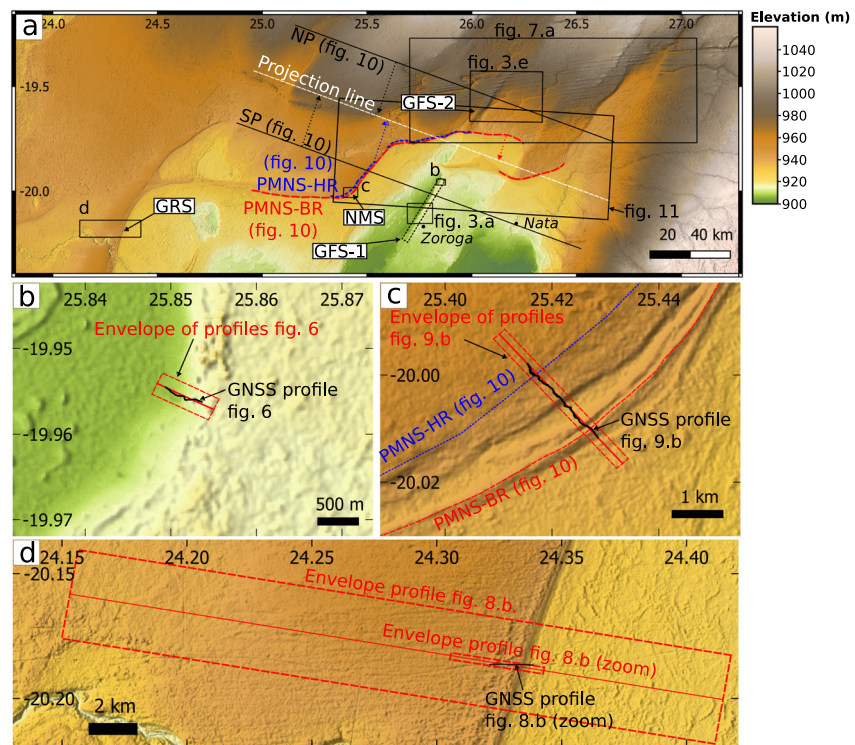 a
24.0
24.5
25.0
25.5
26.0
26.5
27.0
Elevation (m)
1040
1020
1000
980
960
940
920
900
-19.5
-20.0
NP (fig. 10)
Projection line
SP (fig. 10)
fig. 7.a
fig. 3.e
GFS-2
(fig. 10)
PMNS-HR
PMNS-BR
(fig. 10)
c
b
NMS
d
GRS
GFS-1
fig. 3.a
Zoroga
Nata
fig. 11
20 40 km
b
25.84
25.85
25.86
25.87
-19.95
-19.96
-19.97
Envelope of profiles fig. 6
GNSS profile
fig. 6
500 m
c
25.40
25.42
25.44
-20.00
-20.02
Envelope of profiles
fig. 9.b
PMNS-HR (fig. 10)
GNSS profile
fig. 9.b
PMNS-BR (fig. 10)
1 km
d
24.15
24.20
24.25
24.30
24.35
24.40
-20.15
-20.20
Envelope profile fig. 8.b.
Envelope profile fig. 8.b (zoom)
GNSS profile
fig. 8.b (zoom)
2 km